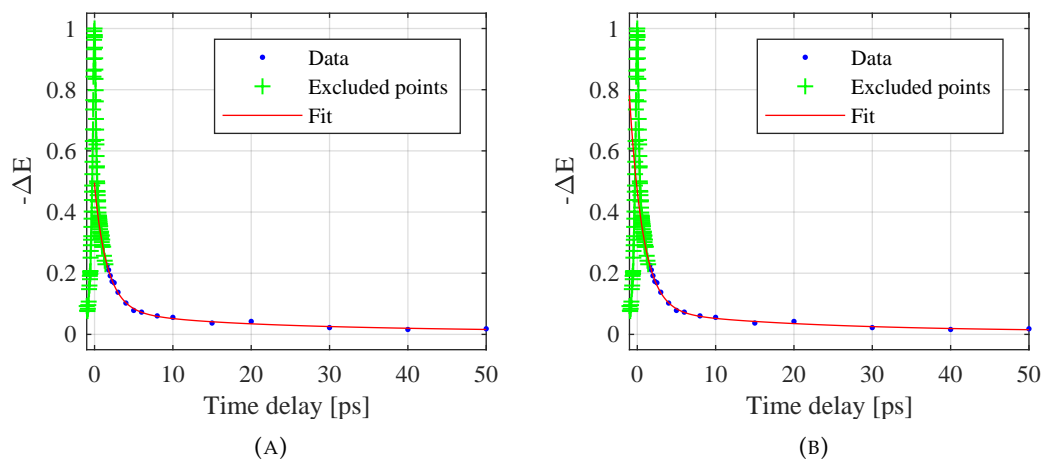 1
0.8
0.6
0.4
0.2
0
-ΔE
0 10 20 30 40 50
Time delay [ps]
Data
Excluded points
Fit
(A)
1
0.8
0.6
0.4
0.2
0
-ΔE
0 10 20 30 40 50
Time delay [ps]
Data
Excluded points
Fit
(B)